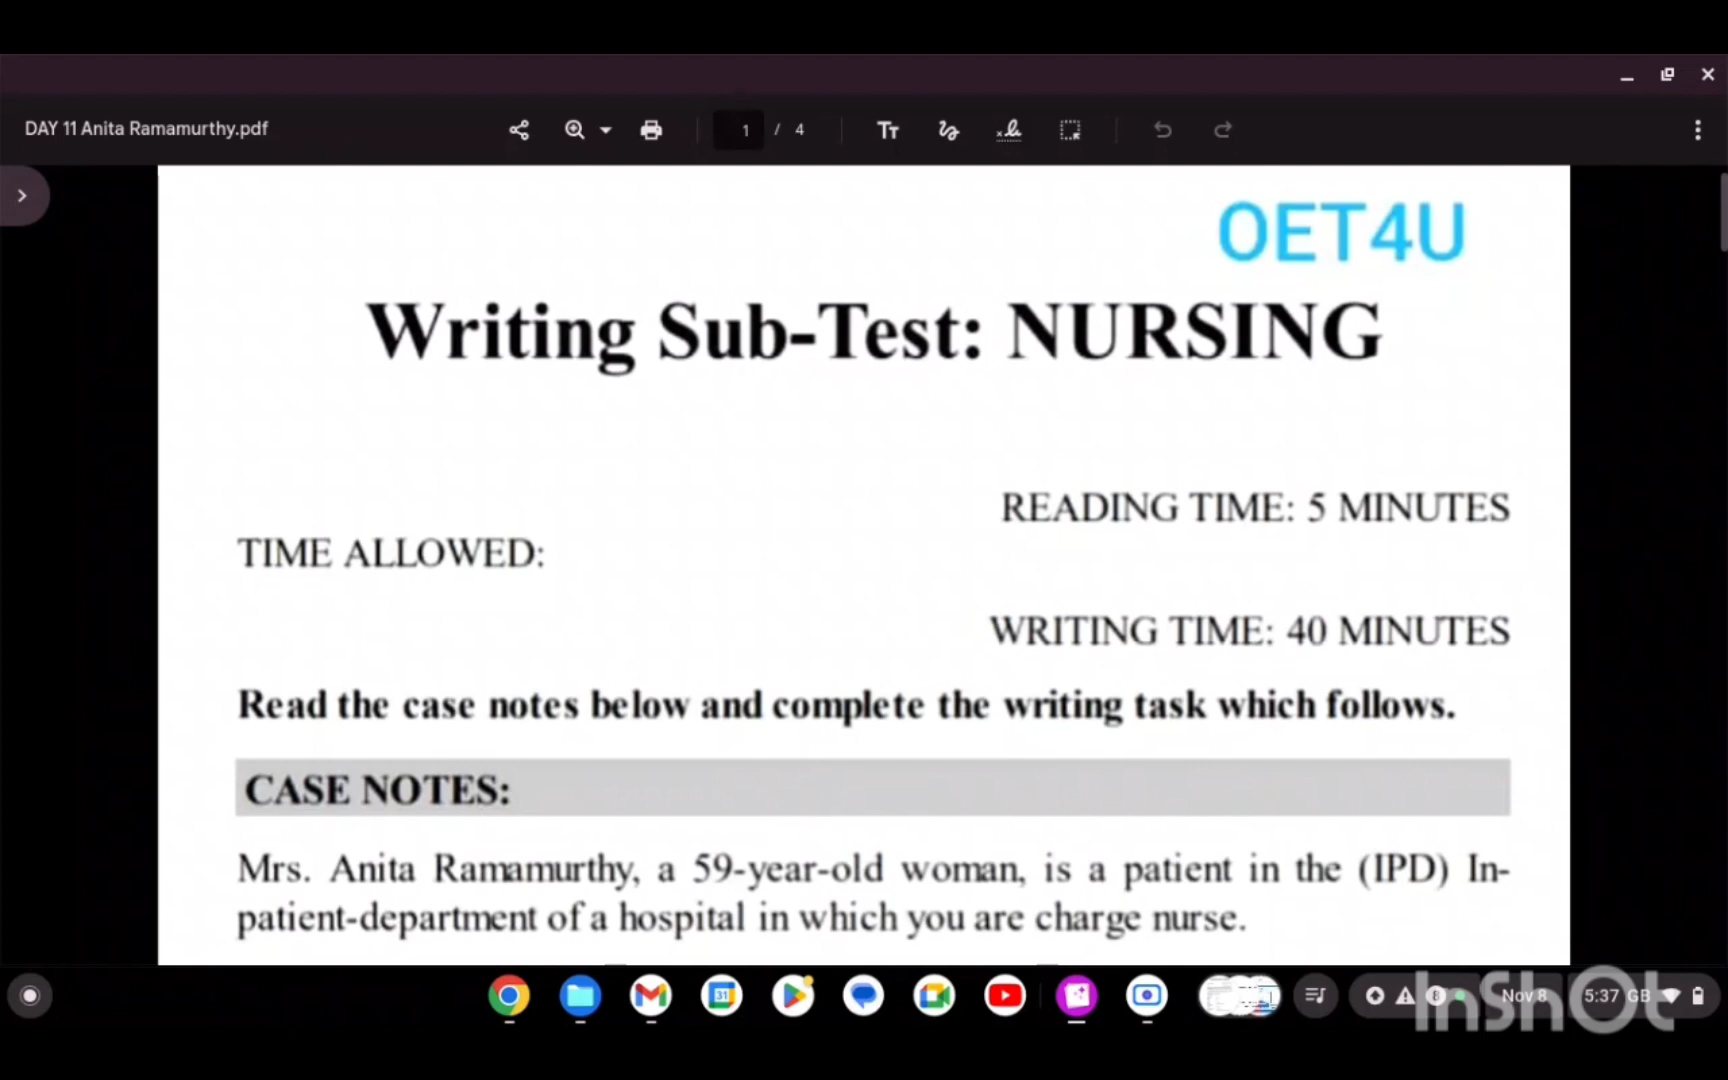 DAY 11 Anita Ramamurthy.pdf
1 / 4
OET4U
Writing Sub-Test: NURSING
READING TIME: 5 MINUTES
TIME ALLOWED:
WRITING TIME: 40 MINUTES
Read the case notes below and complete the writing task which follows.
CASE NOTES:
Mrs. Anita Ramamurthy, a 59-year-old woman, is a patient in the (IPD) In-
patient-department of a hospital in which you are charge nurse.
31
Nov 8
5:37 GB
InShOt